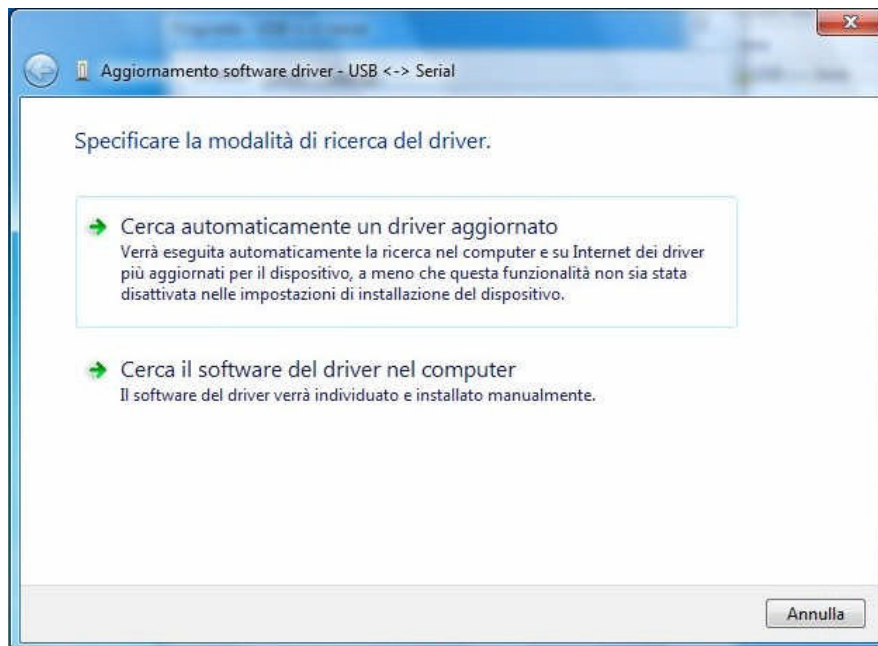 Aggiornamento software driver - USB <-> Serial
Specificare la modalità di ricerca del driver.
Cerca automaticamente un driver aggiornato
Verrà eseguita automaticamente la ricerca nel computer e su Internet dei driver
più aggiornati per il dispositivo, a meno che questa funzionalità non sia stata
disattivata nelle impostazioni di installazione del dispositivo.
Cerca il software del driver nel computer
Il software del driver verrà individuato e installato manualmente.
Annulla